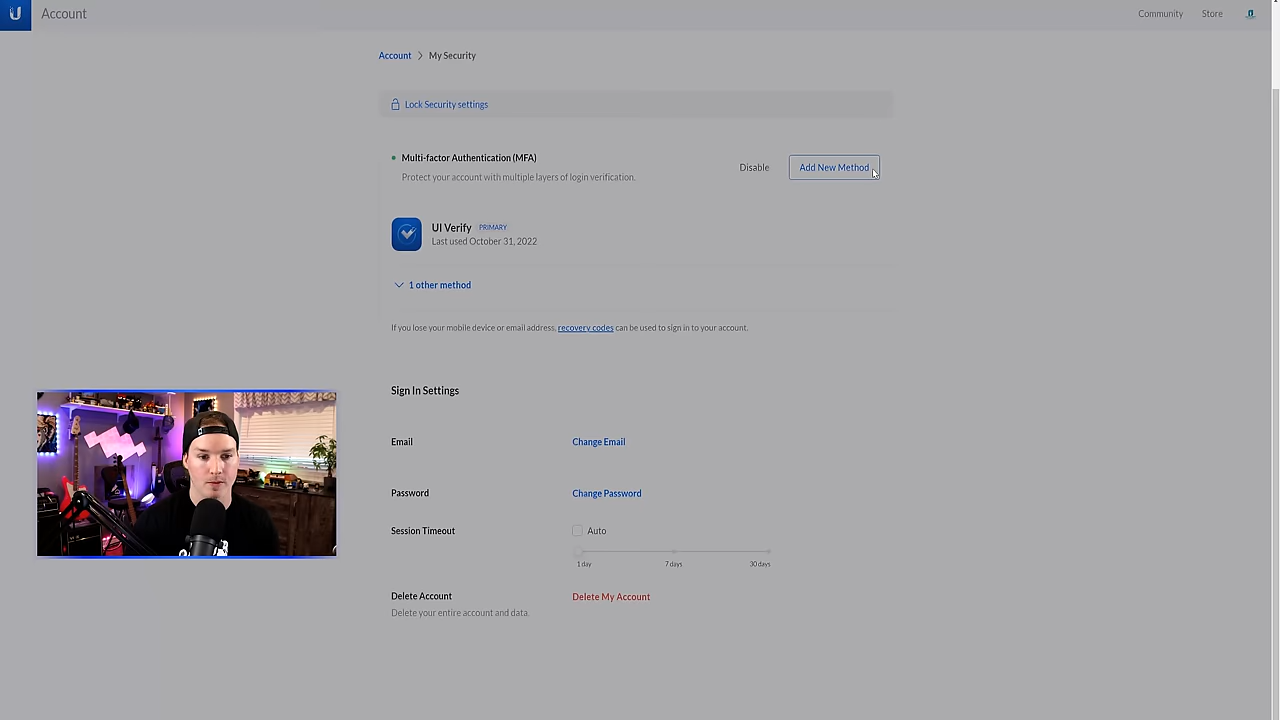 Account
Community
Store
Account > My Security
Lock Security settings
Multi-factor Authentication (MFA)
Protect your account with multiple layers of login verification.
Disable
Add New Method
UI Verify PRIMARY
Last used October 31, 2022
1 other method
If you lose your mobile device or email address, recovery codes can be used to sign in to your account.
Sign In Settings
Email
Change Email
Password
Change Password
Session Timeout
Auto
1 day
7 days
30 days
Delete Account
Delete your entire account and data.
Delete My Account